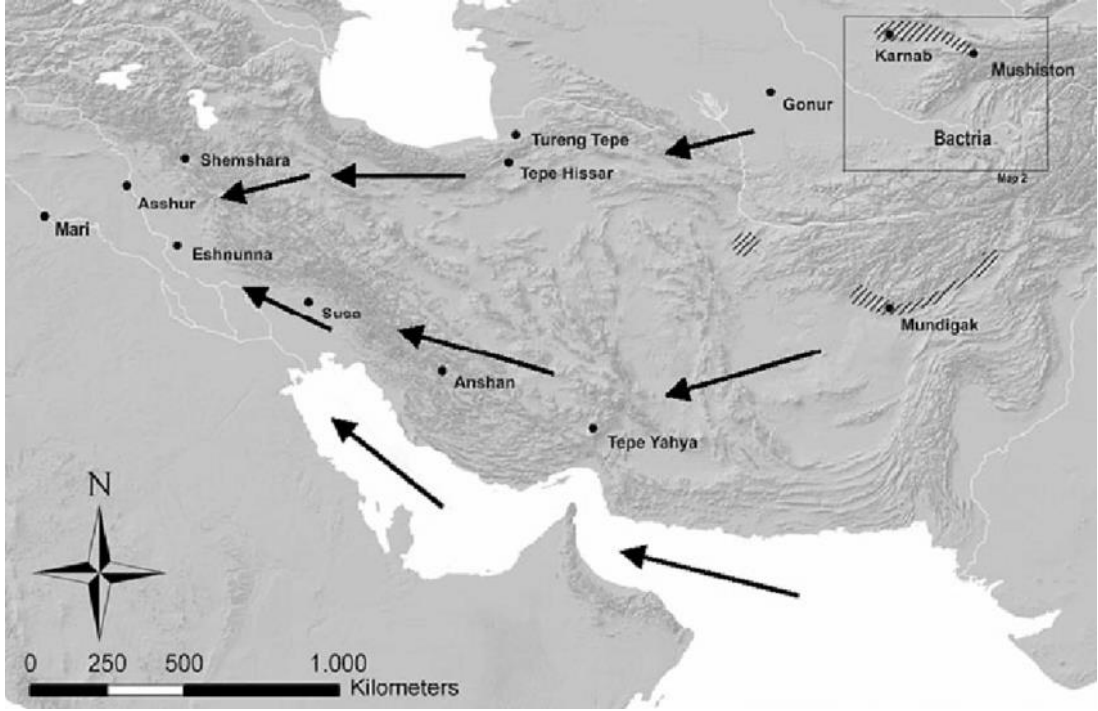 Karnab
Mushiston
Gonur
Bactria
Map 2
Tureng Tepe
Tepe Hissar
Shemshara
Asshur
Mari
Eshnunna
Susa
Mundigak
Anshan
Tepe Yahya
N
0 250 500 1.000
Kilometers